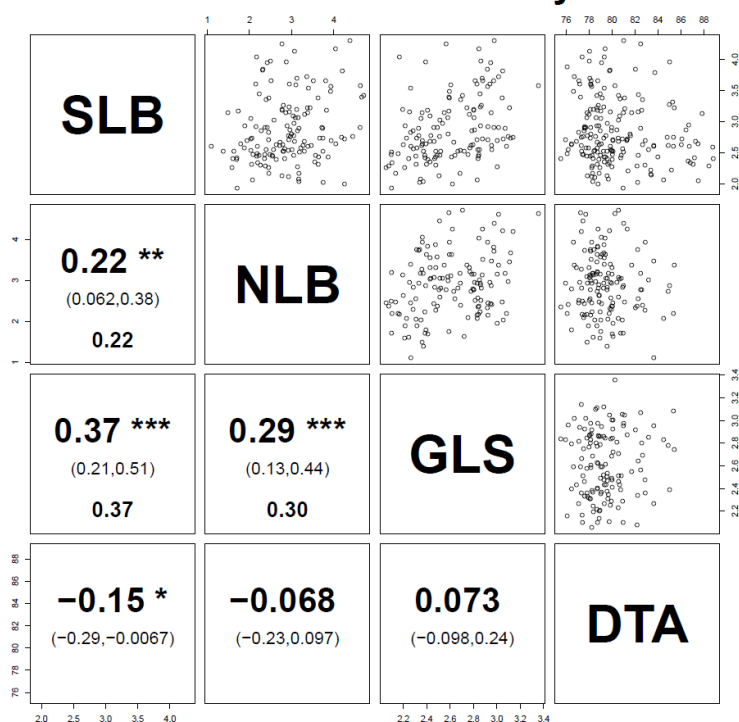 1 2 3 4
76 78 80 82 84 86 88
SLB
2.0 2.5 3.0 3.5 4.0
1 2 3 4
0.22 **
(0.062,0.38)
0.22
NLB
0.37 ***
(0.21,0.51)
0.37
0.29 ***
(0.13,0.44)
0.30
GLS
2.2 2.4 2.6 2.8 3.0 3.2 3.4
76 78 80 82 84 86 88
−0.15 *
(−0.29,−0.0067)
−0.068
(−0.23,0.097)
0.073
(−0.098,0.24)
DTA
2.0 2.5 3.0 3.5 4.0
2.2 2.4 2.6 2.8 3.0 3.2 3.4